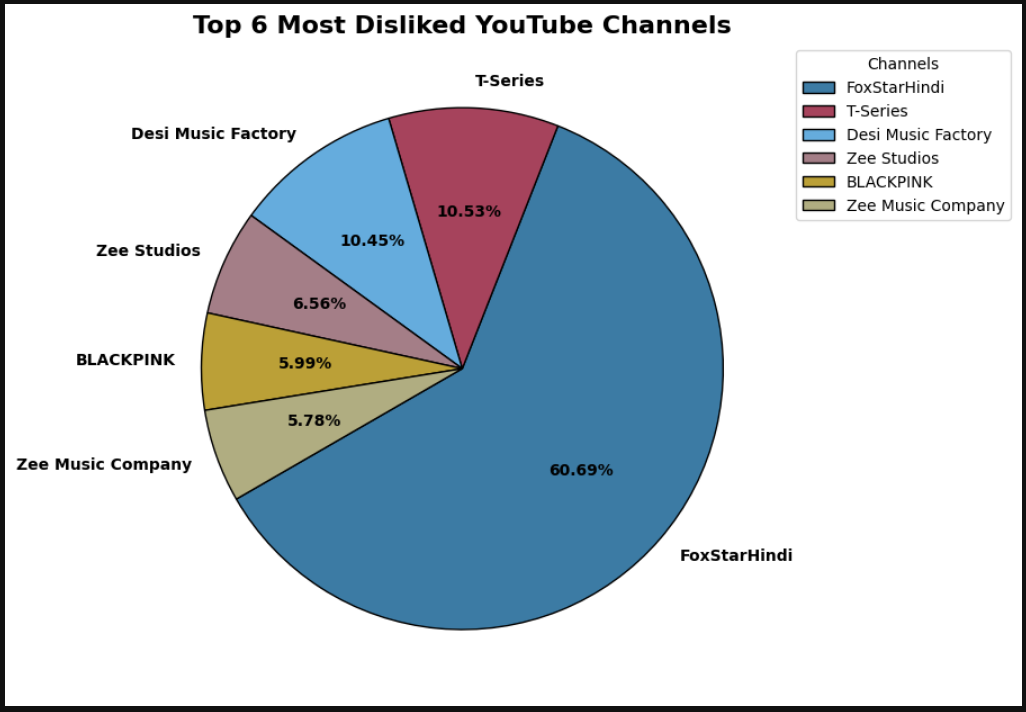 Top 6 Most Disliked YouTube Channels
Channels
FoxStarHindi
T-Series
Desi Music Factory
Zee Studios
BLACKPINK
Zee Music Company
T-Series
Desi Music Factory
10.53%
10.45%
Zee Studios
6.56%
BLACKPINK
5.99%
5.78%
Zee Music Company
60.69%
FoxStarHindi